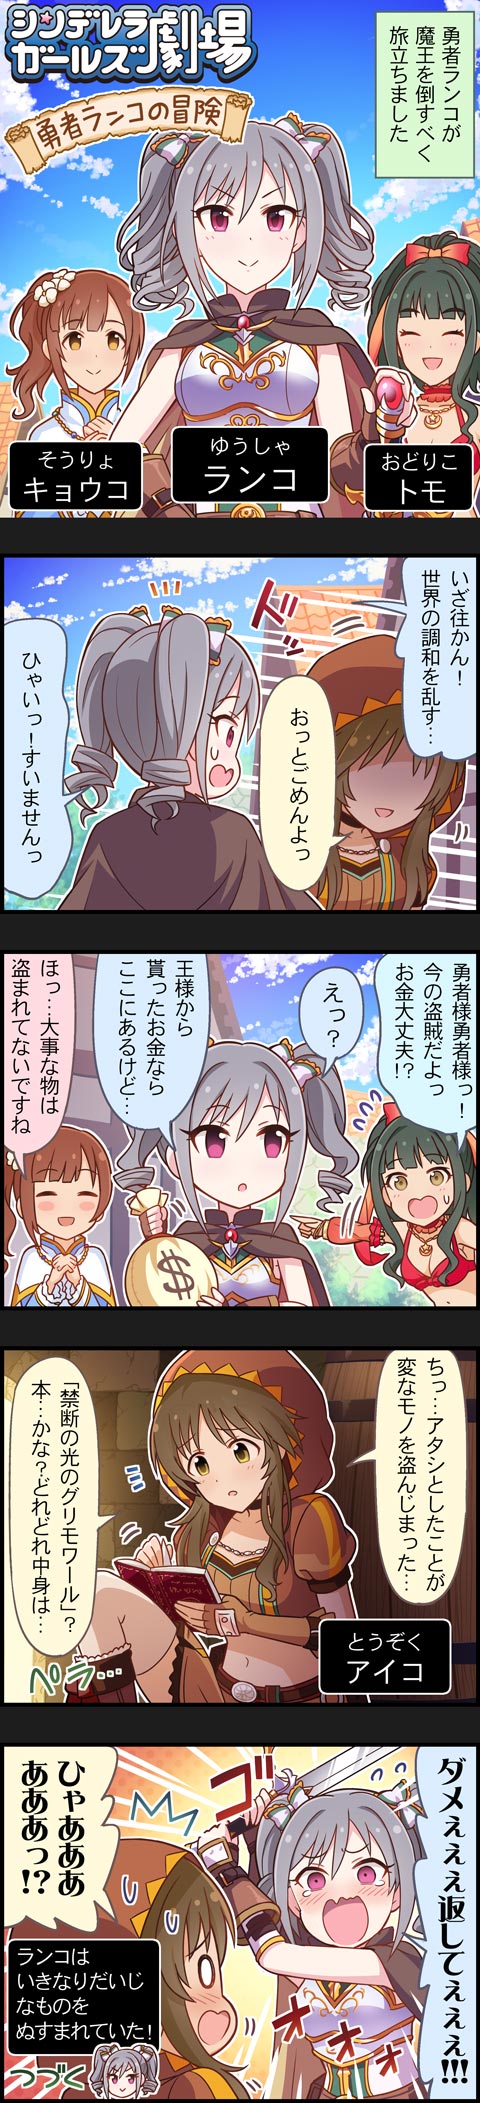 シンデレラ
ガールズ劇場
勇者ランコの冒険
勇者ランコが
魔王を倒すべく
旅立ちました
そうりょ
キョウコ
ゆうしゃ
ランコ
おどりこ
トモ
いざ往かん!
世界の調和を乱す…
ドッ
おっとごめんよっ
ひゃいっ!すいませんっ
勇者様勇者様っ!
今の盗賊だよっ
お金大丈夫!?
えっ?
王様から
貰ったお金なら
ここにあるけど…
ほっ…大事な物は
盗まれてないですね
$
ちっ…アタシとしたことが
変なモノを盗んじまった…
「禁断の光のグリモワール」?
本…かな?どれどれ中身は…
ペラ…
とうぞく
アイコ
ダメぇぇぇ返してぇぇぇ!!!
ゴ
オオオ
ひゃあああ
ああああっ!?
ランコは
いきなりだいじ
なものを
ぬすまれていた!
つづく